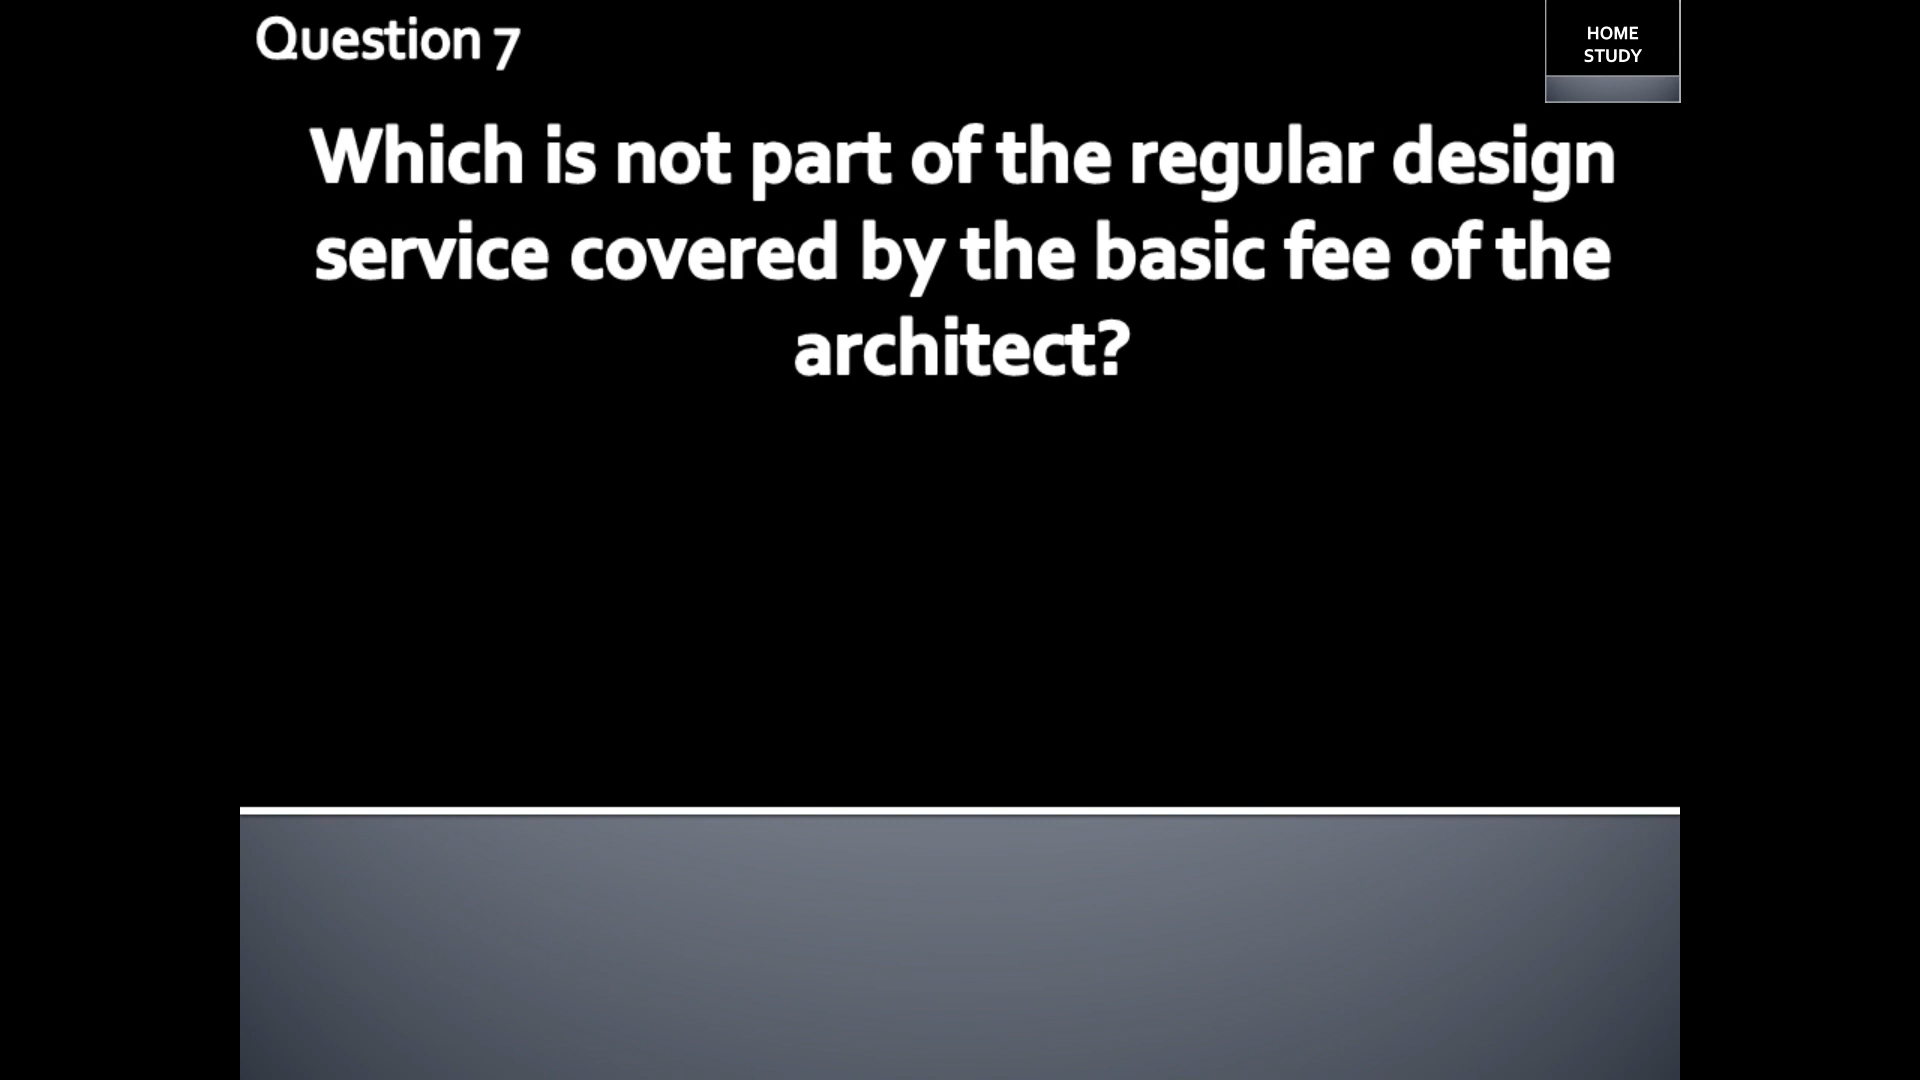 Question 7
HOME
STUDY
Which is not part of the regular design
service covered by the basic fee of the
architect?